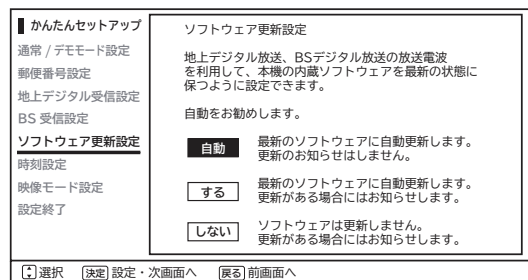 かんたんセットアップ
通常 / デモモード設定
郵便番号設定
地上デジタル受信設定
BS 受信設定
ソフトウェア更新設定
時刻設定
映像モード設定
設定終了
ソフトウェア更新設定
地上デジタル放送、BSデジタル放送の放送電波
を利用して、本機の内蔵ソフトウェアを最新の状態に
保つように設定できます。
自動をお勧めします。
自動
最新のソフトウェアに自動更新します。
更新のお知らせはしません。
する
最新のソフトウェアに自動更新します。
更新がある場合にはお知らせします。
しない
ソフトウェアは更新しません。
更新がある場合にはお知らせします。
選択 決定 設定・次画面へ 戻る 前画面へ